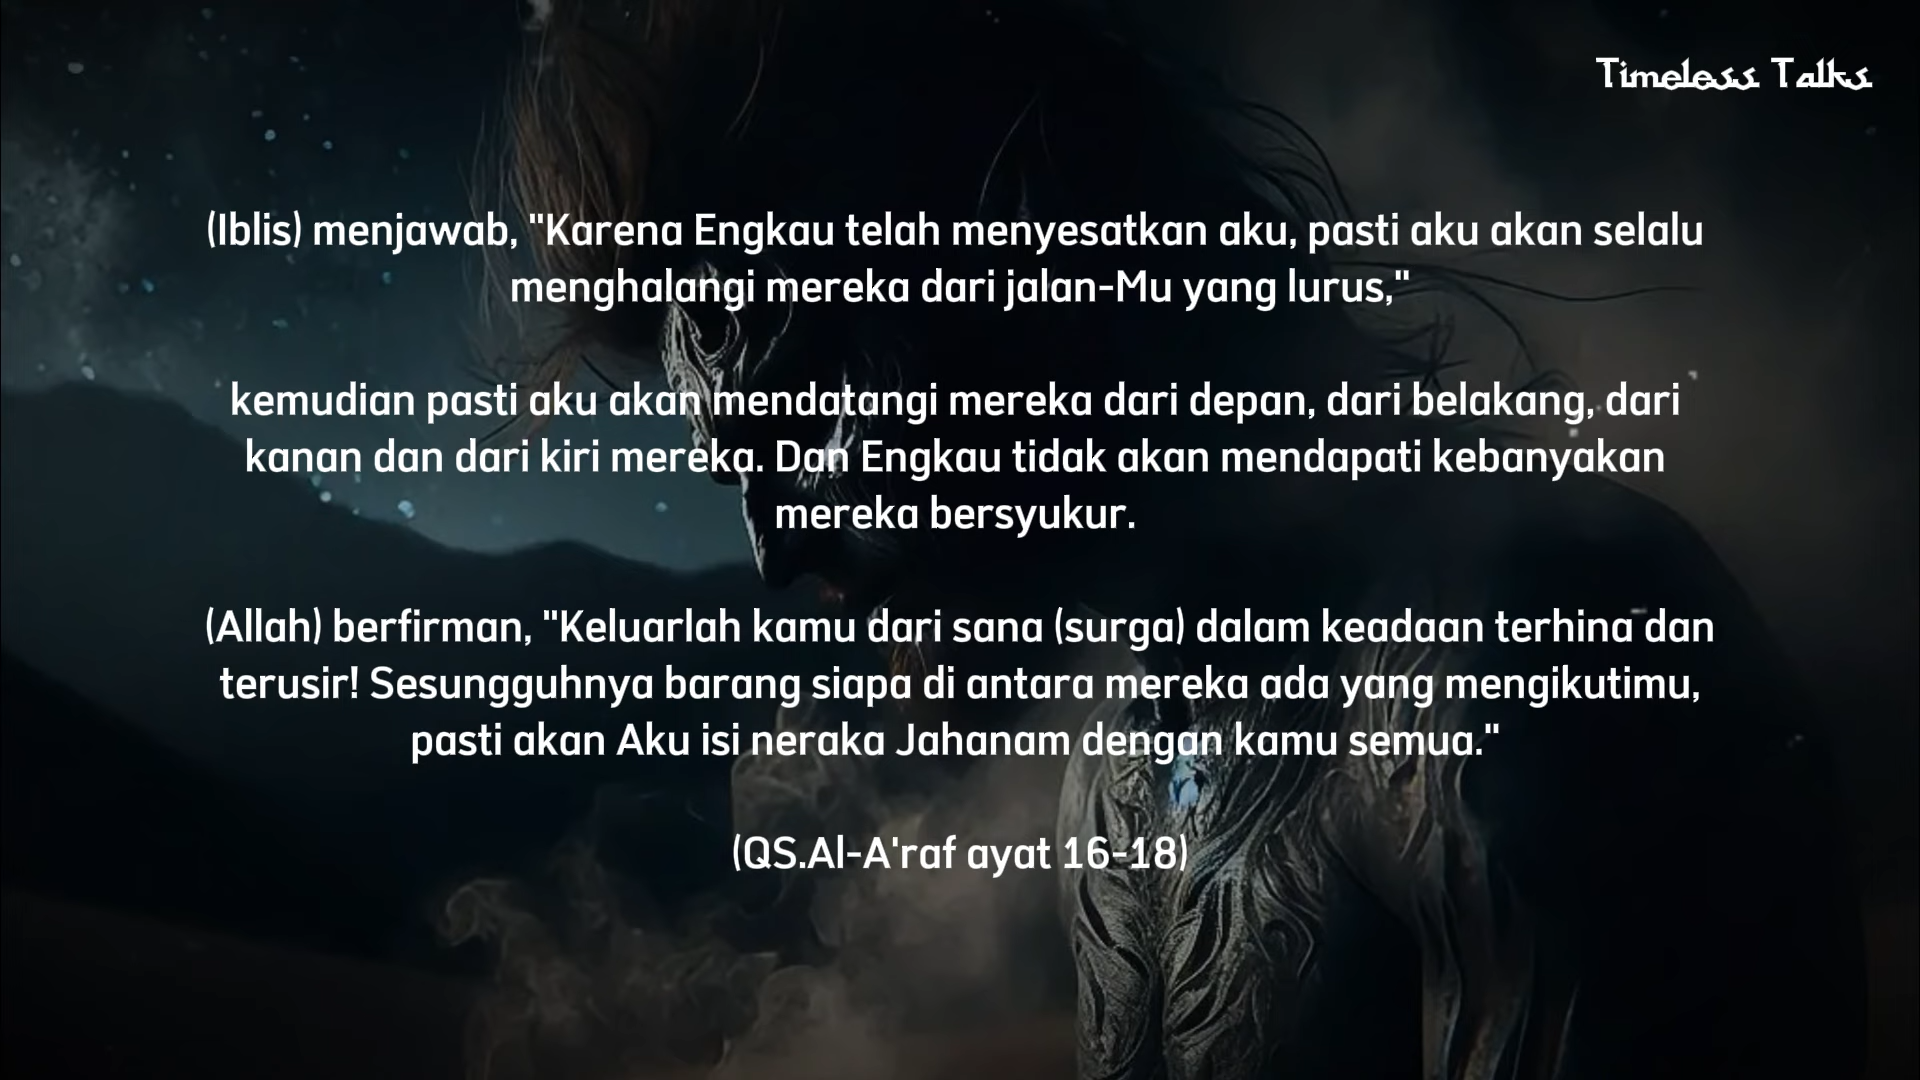 Timeless Talks
(Iblis) menjawab, "Karena Engkau telah menyesatkan aku, pasti aku akan selalu
menghalangi mereka dari jalan-Mu yang lurus,"
kemudian pasti aku akan mendatangi mereka dari depan, dari belakang, dari
kanan dan dari kiri mereka. Dan Engkau tidak akan mendapati kebanyakan
mereka bersyukur.
(Allah) berfirman, "Keluarlah kamu dari sana (surga) dalam keadaan terhina dan
terusir! Sesungguhnya barang siapa di antara mereka ada yang mengikutimu,
pasti akan Aku isi neraka Jahanam dengan kamu semua."
(QS.Al-A'raf ayat 16-18)